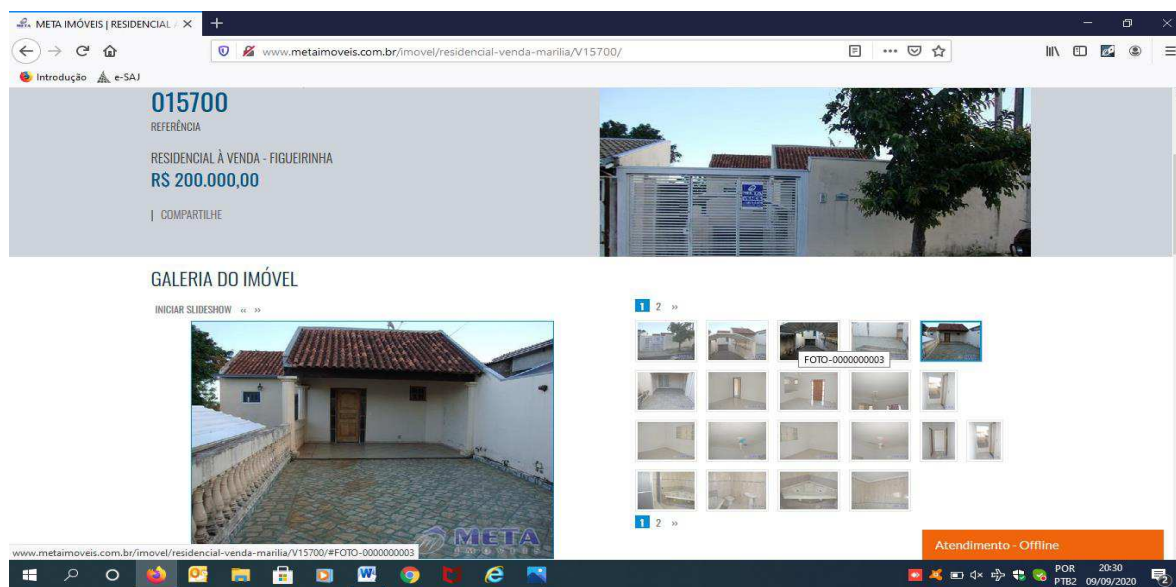 META IMÓVEIS | RESIDENCIAL /
www.metaimoveis.com.br/imovel/residencial-venda-marilia/V15700/
Introdução e-SAJ
015700
REFERÊNCIA
RESIDENCIAL À VENDA - FIGUEIRINHA
R$ 200.000,00
| COMPARTILHE
GALERIA DO IMÓVEL
INICIAR SLIDESHOW « »
1 2 »
FOTO-0000000003
META
IMÓVEIS
1 2 »
Atendimento - Offline
www.metaimoveis.com.br/imovel/residencial-venda-marilia/V15700/#FOTO-0000000003
POR 20:30
PTB2 09/09/2020